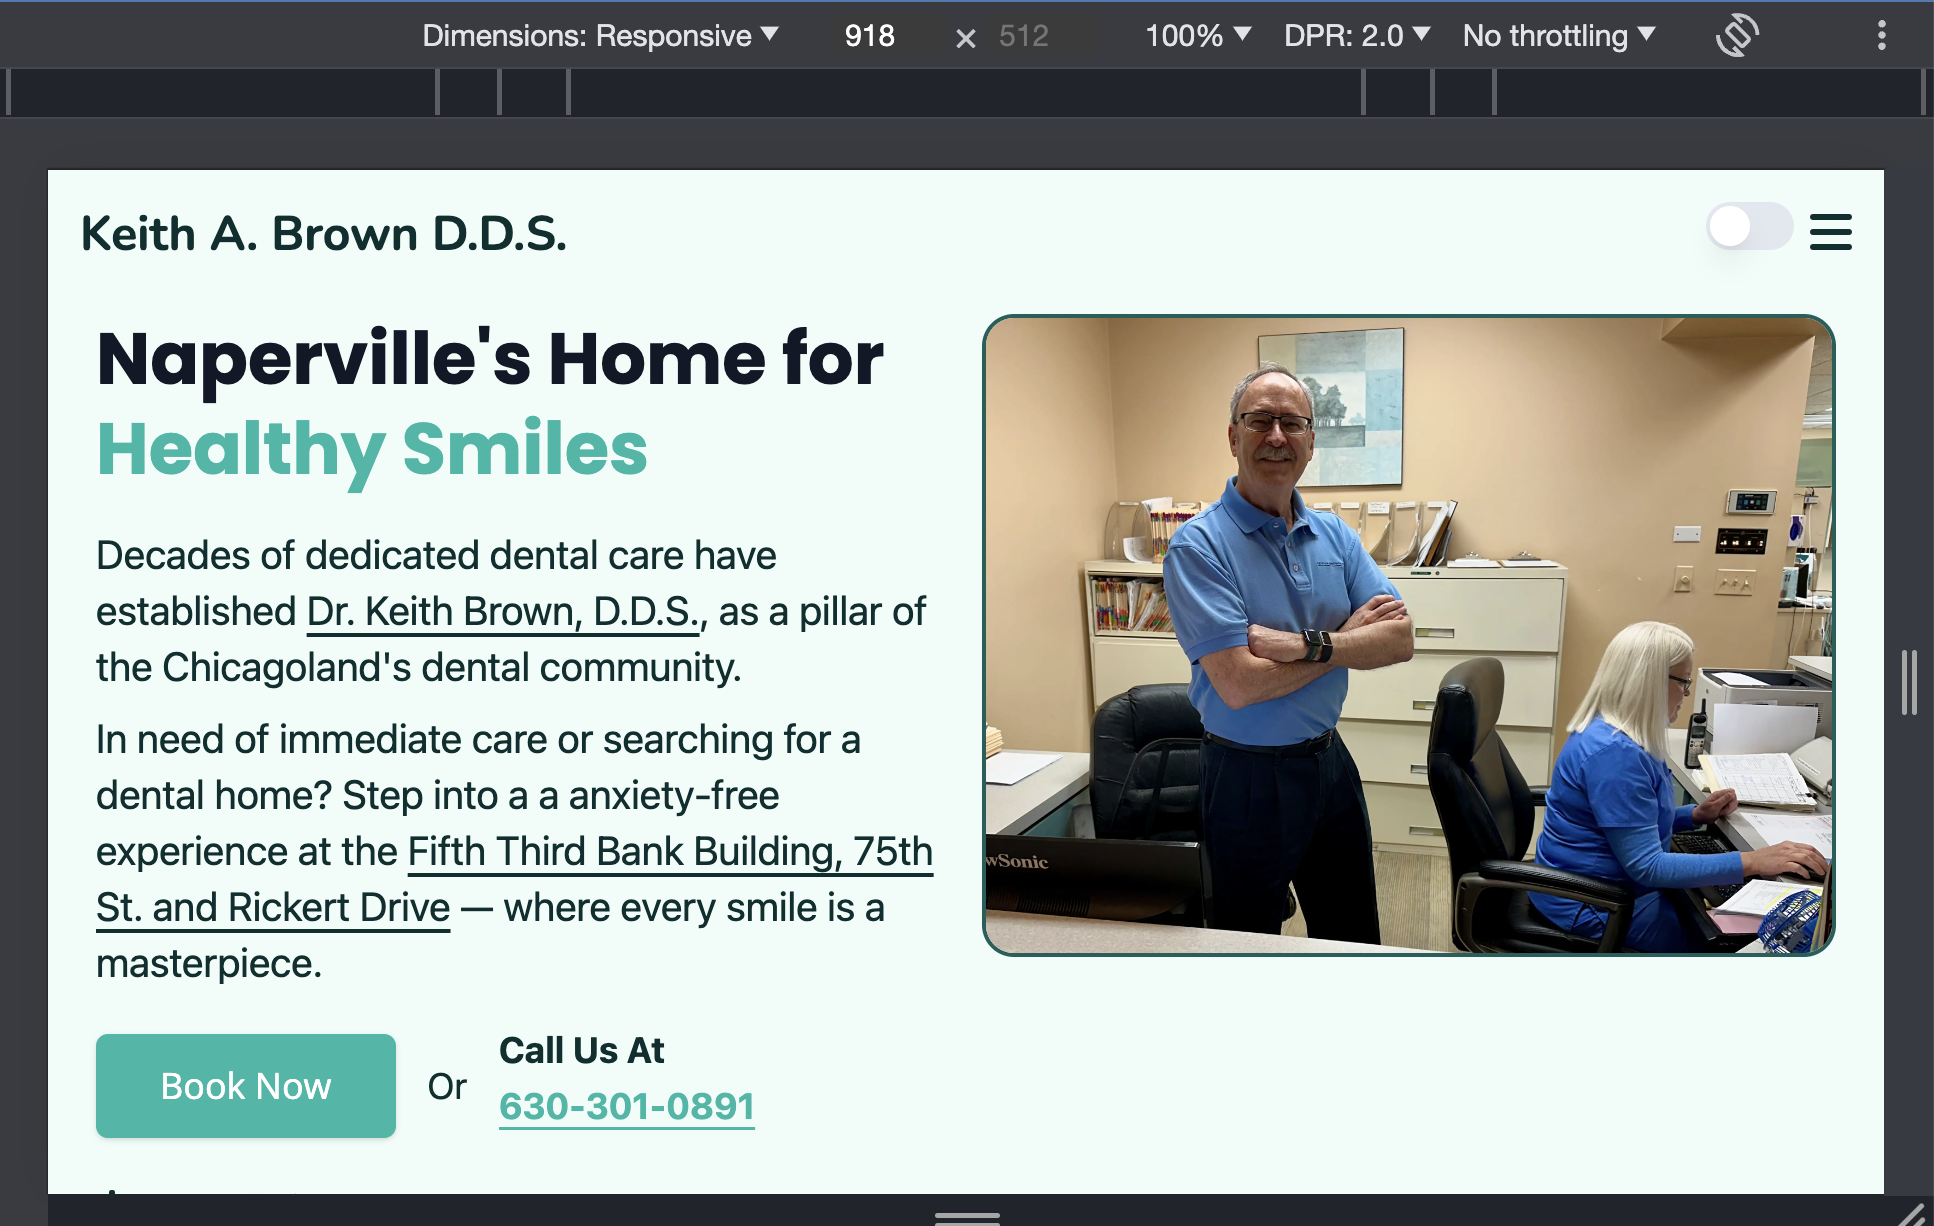 Dimensions: Responsive ▼ 918 × 512 100% ▼ DPR: 2.0 ▼ No throttling ▼
Keith A. Brown D.D.S.
Naperville's Home for
Healthy Smiles
Decades of dedicated dental care have
established Dr. Keith Brown, D.D.S., as a pillar of
the Chicagoland's dental community.
In need of immediate care or searching for a
dental home? Step into a a anxiety-free
experience at the Fifth Third Bank Building, 75th
St. and Rickert Drive — where every smile is a
masterpiece.
Book Now
Or
Call Us At
630-301-0891
wSonic